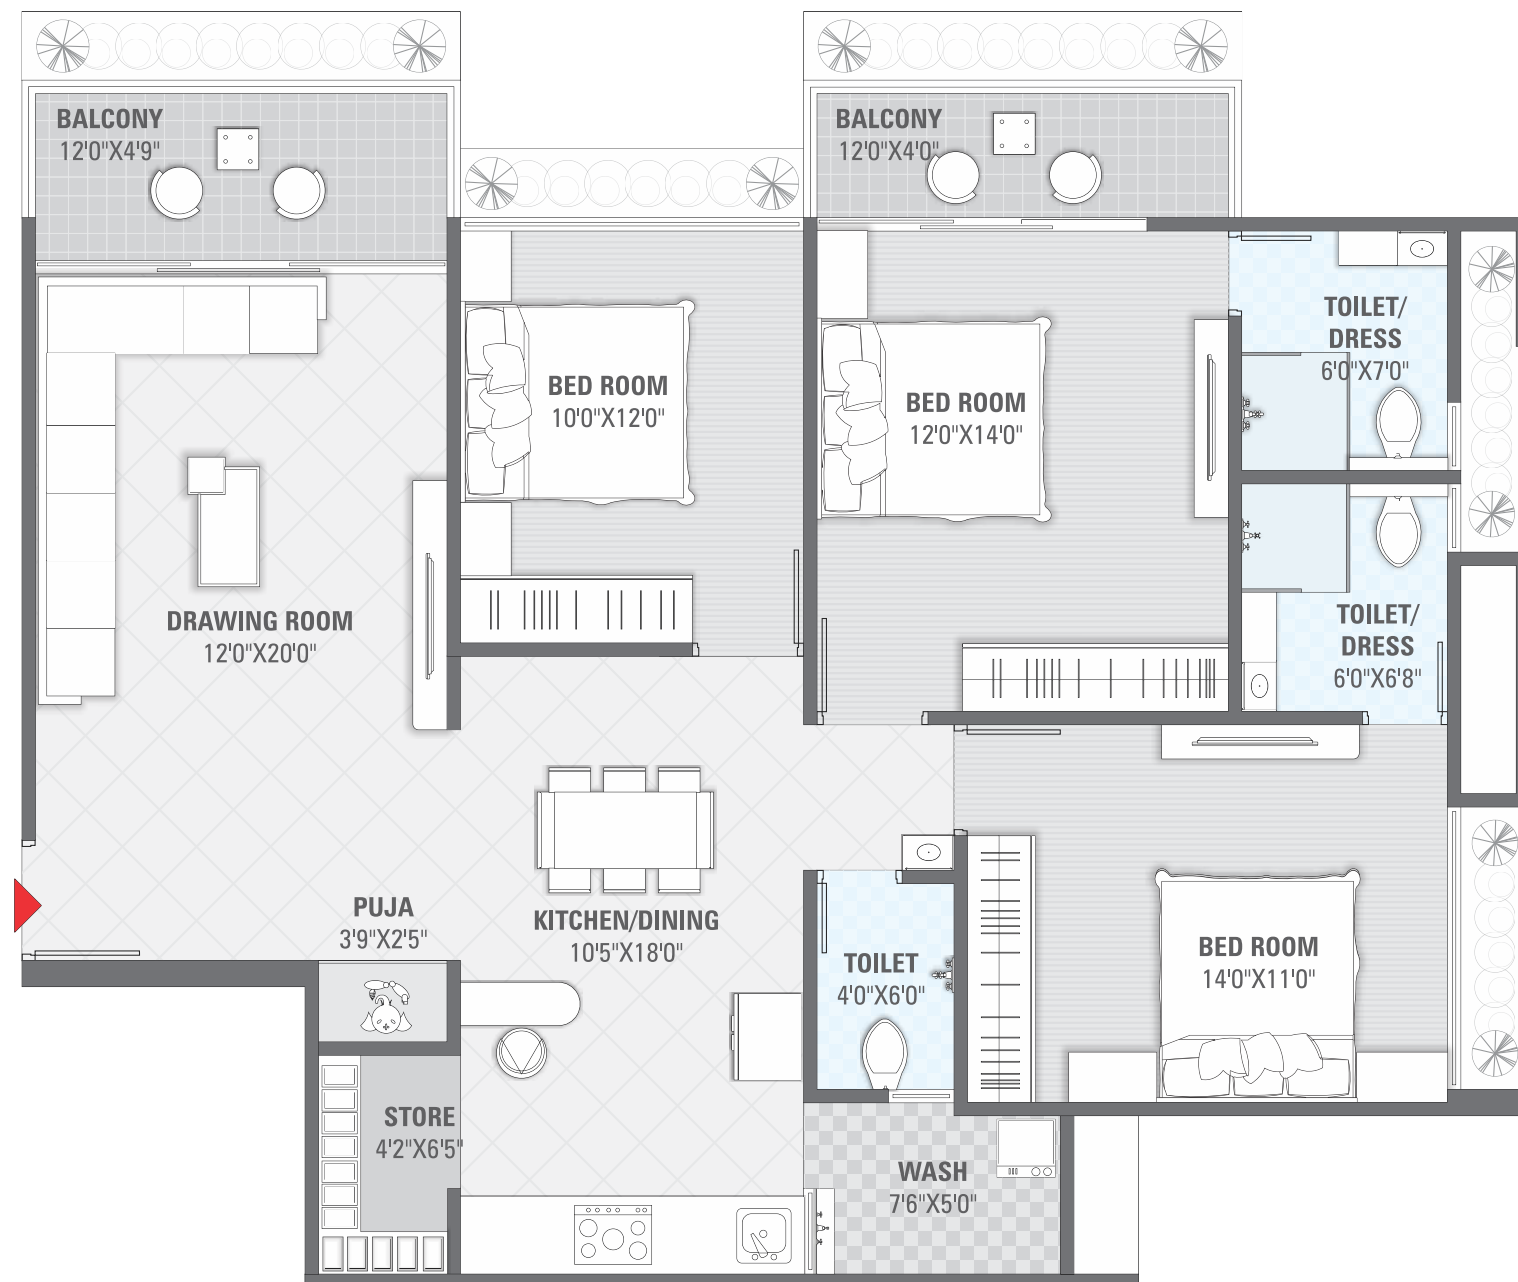 BALCONY
12'0"X4'9"
BALCONY
12'0"X4'0"
TOILET/
DRESS
6'0"X7'0"
BED ROOM
10'0"X12'0"
BED ROOM
12'0"X14'0"
DRAWING ROOM
12'0"X20'0"
TOILET/
DRESS
6'0"X6'8"
PUJA
3'9"X2'5"
KITCHEN/DINING
10'5"X18'0"
TOILET
4'0"X6'0"
BED ROOM
14'0"X11'0"
STORE
4'2"X6'5"
WASH
7'6"X5'0"